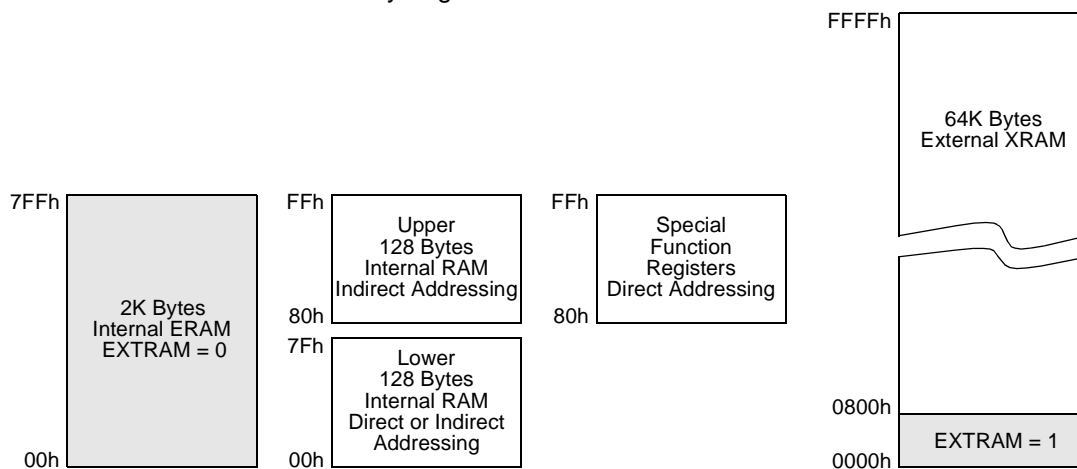 FFFFh
64K Bytes
External XRAM
7FFh
FFh
Upper
128 Bytes
Internal RAM
Indirect Addressing
80h
FFh
Special
Function
Registers
Direct Addressing
80h
2K Bytes
Internal ERAM
EXTRAM = 0
00h
7Fh
Lower
128 Bytes
Internal RAM
Direct or Indirect
Addressing
00h
0800h
EXTRAM = 1
0000h